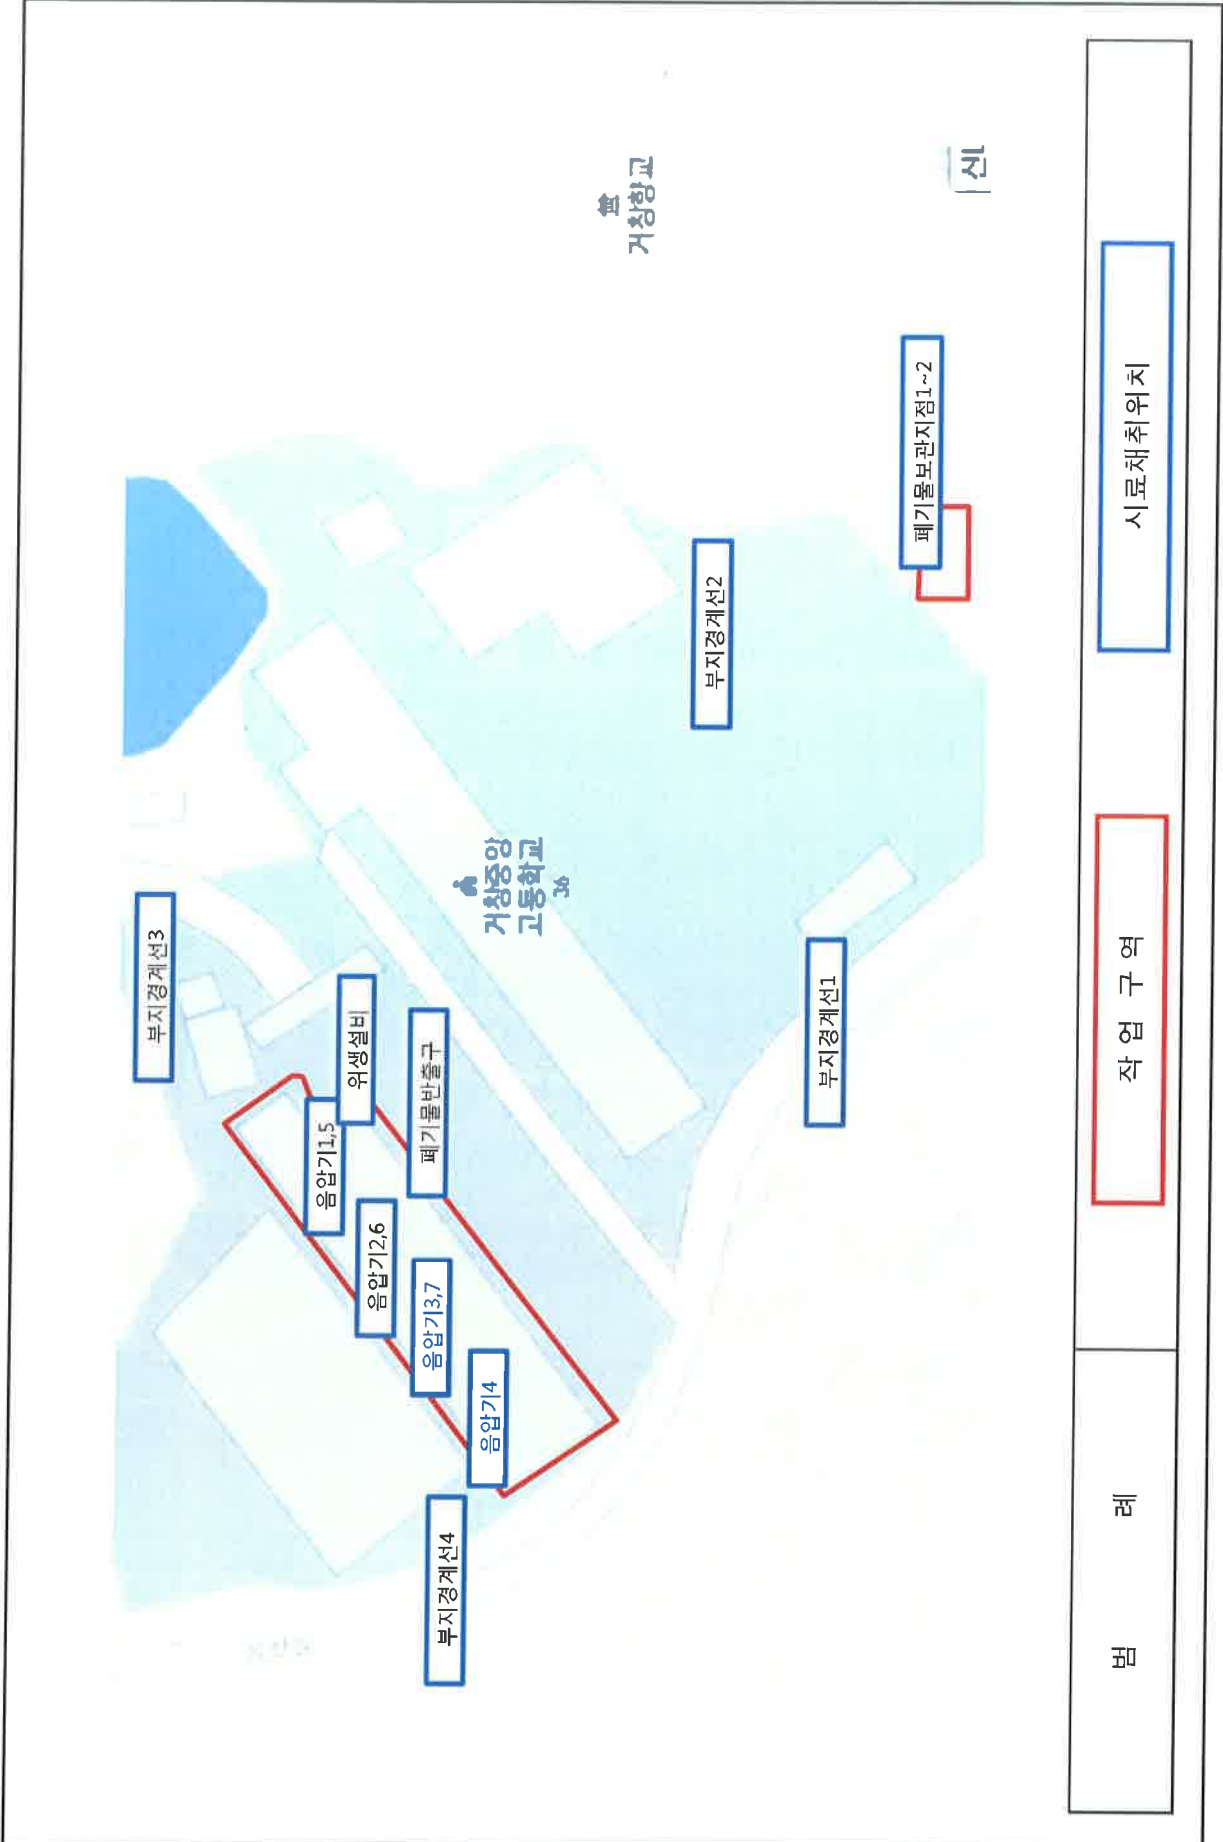 부지경계선3
위생설비
음압기1,5
폐기물반출구
음압기2,6
음압기3,7
음압기4
부지경계선4
거창중앙
고등학교
36
거창향교
부지경계선2
부지경계선1
폐기물보관지점1~2
신
범 례
작 업 구 역
시료채취위치